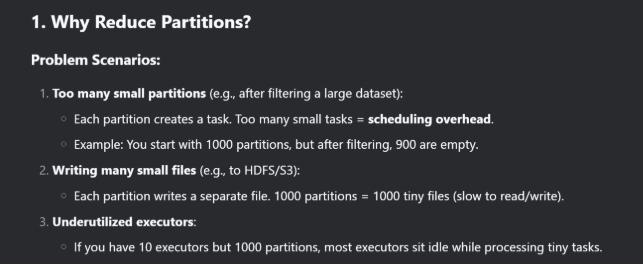 1. Why Reduce Partitions?
Problem Scenarios:
1. Too many small partitions (e.g., after filtering a large dataset):
○ Each partition creates a task. Too many small tasks = scheduling overhead.
○ Example: You start with 1000 partitions, but after filtering, 900 are empty.
2. Writing many small files (e.g., to HDFS/S3):
○ Each partition writes a separate file. 1000 partitions = 1000 tiny files (slow to read/write).
3. Underutilized executors:
○ If you have 10 executors but 1000 partitions, most executors sit idle while processing tiny tasks.